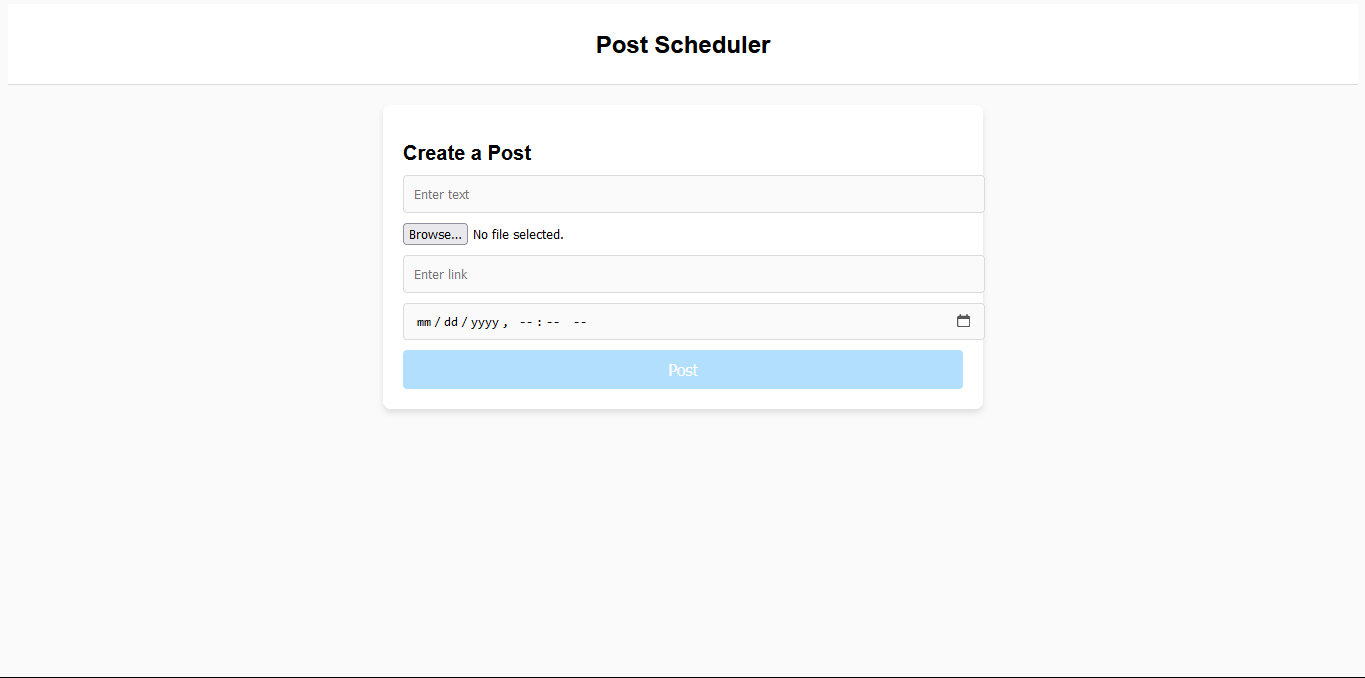 Post Scheduler
Create a Post
Enter text
Browse... No file selected.
Enter link
mm/dd/yyyy, --:-- --
Post